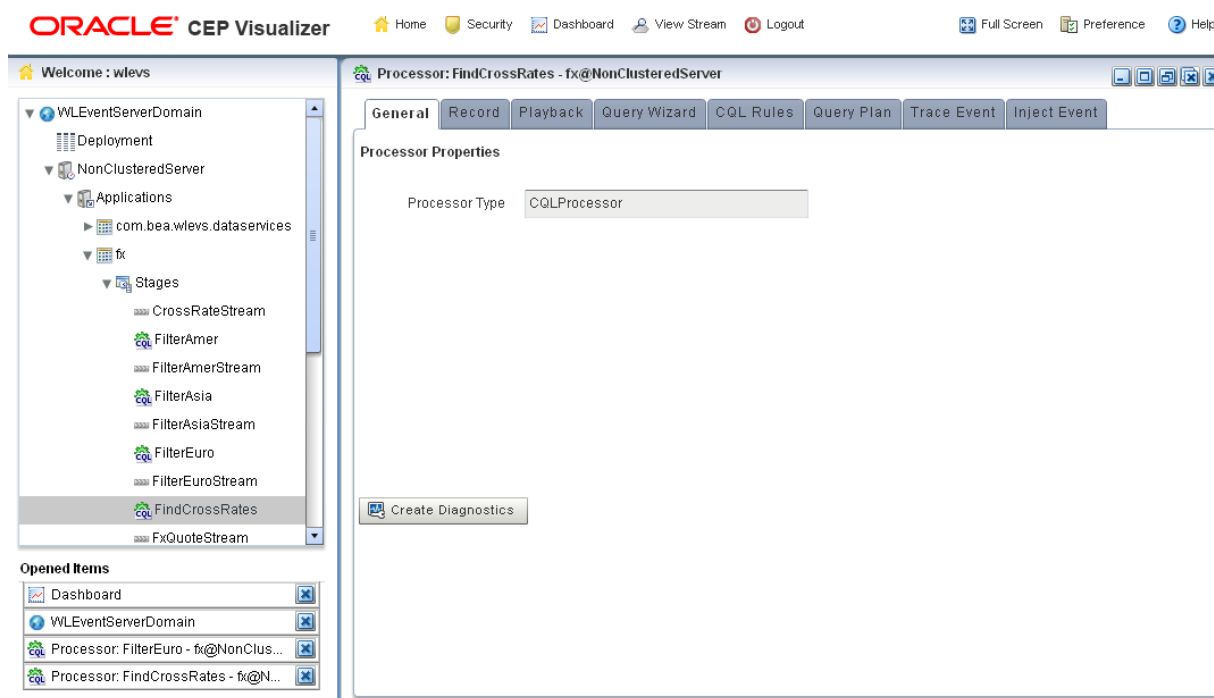 ORACLE CEP Visualizer Home Security Dashboard View Stream Logout Full Screen Preference Help
Welcome : wlevs
WLEventServerDomain
Deployment
NonClusteredServer
Applications
com.bea.wlevs.dataservices
fx
Stages
CrossRateStream
FilterAmer
FilterAmerStream
FilterAsia
FilterAsiaStream
FilterEuro
FilterEuroStream
FindCrossRates
FxQuoteStream
Opened Items
Dashboard
WLEventServerDomain
Processor: FilterEuro - fx@NonClus...
Processor: FindCrossRates - fx@N...
Processor: FindCrossRates - fx@NonClusteredServer
General Record Playback Query Wizard CQL Rules Query Plan Trace Event Inject Event
Processor Properties
Processor Type CQLProcessor
Create Diagnostics